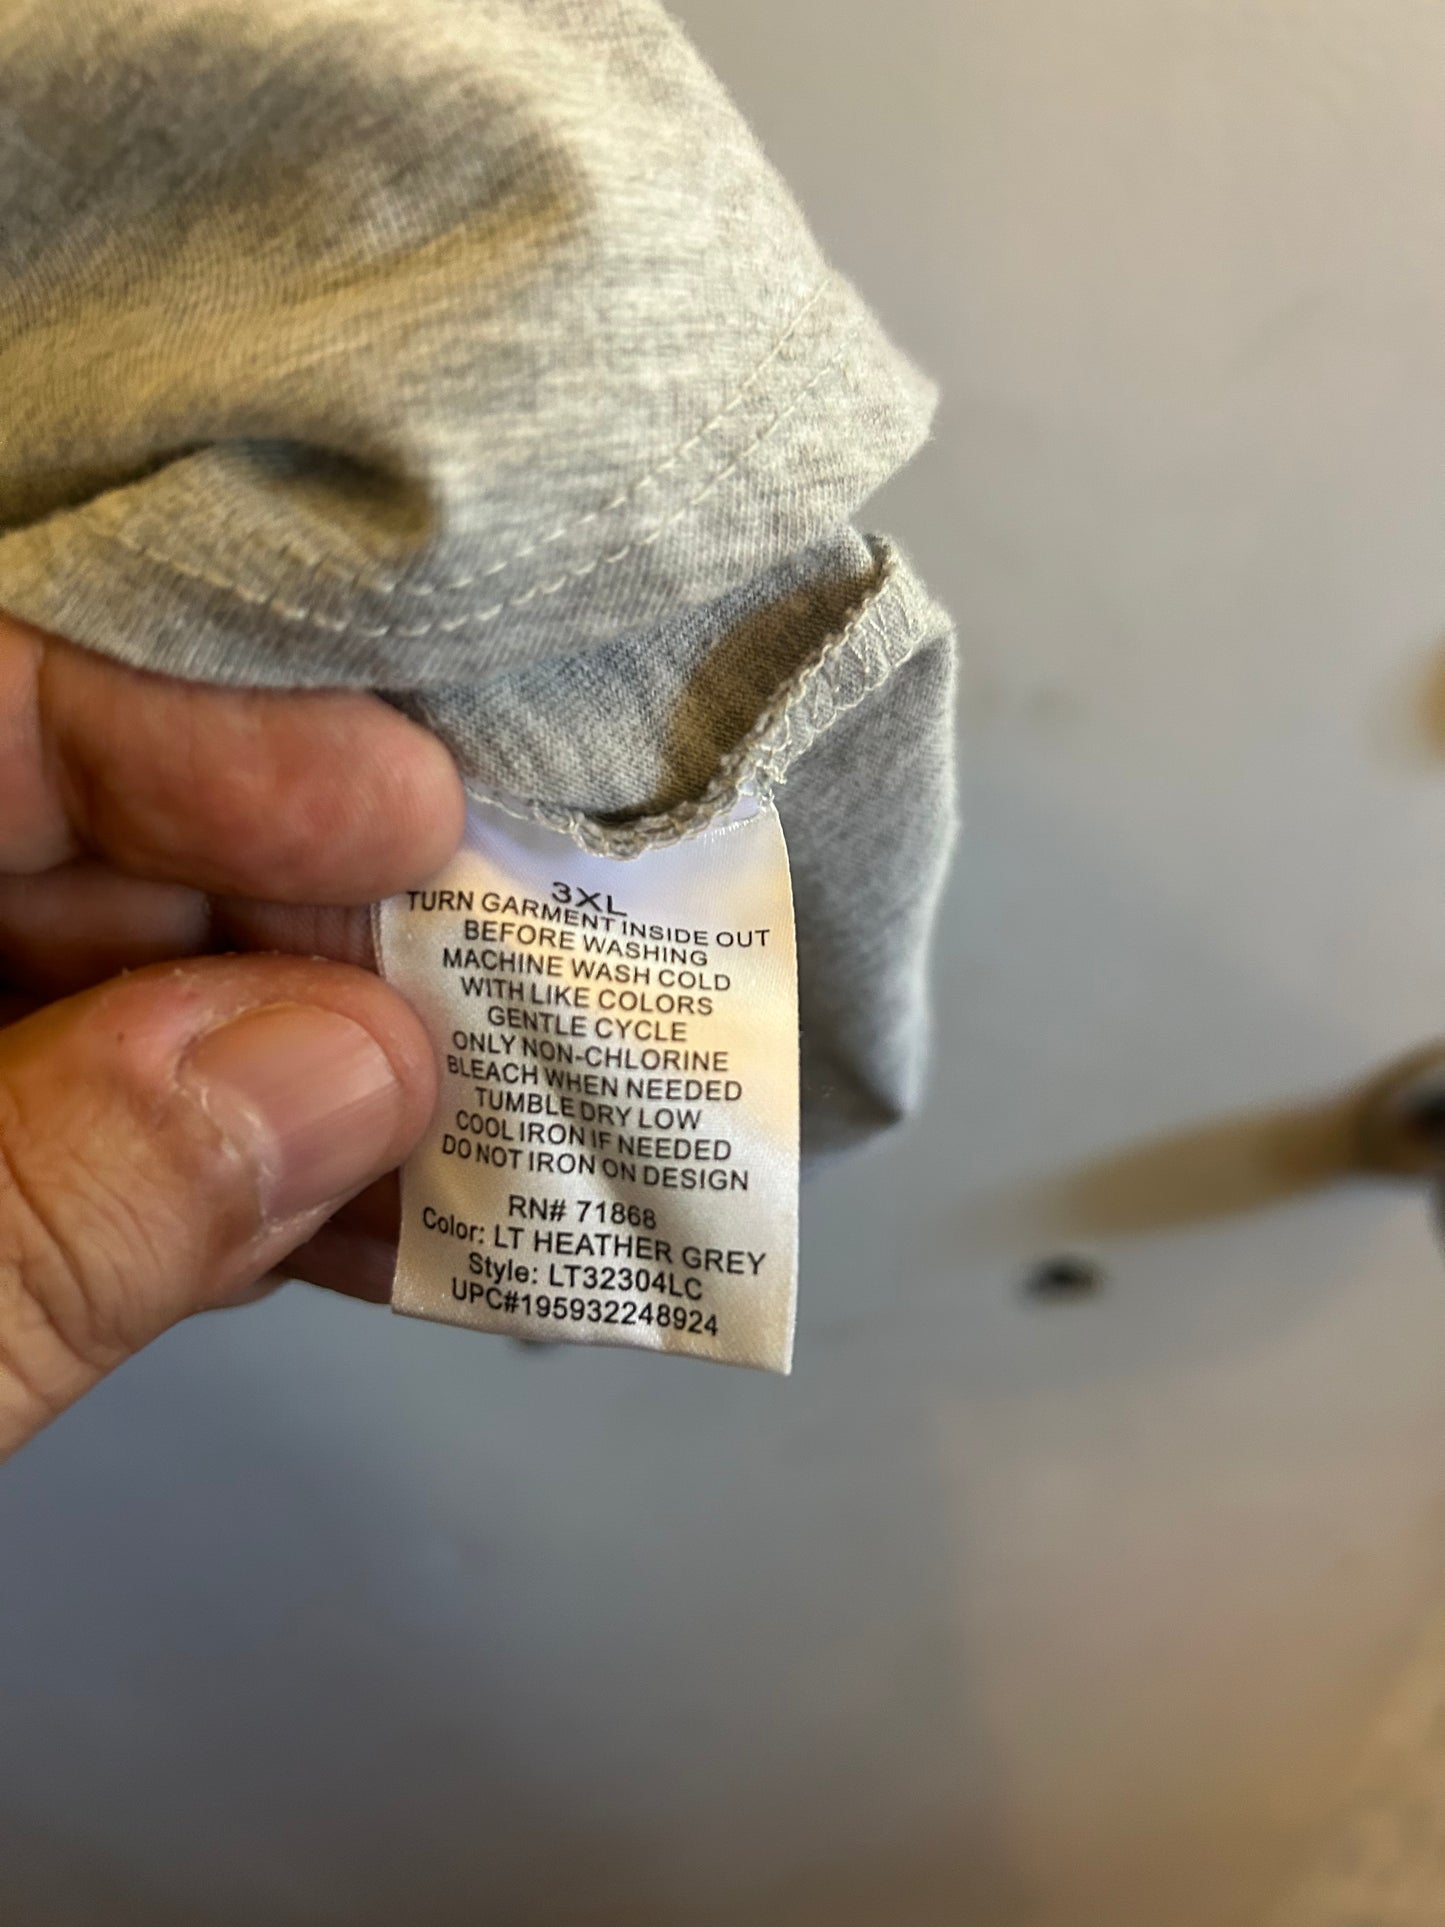 3XL
TURN GARMENT INSIDE OUT
BEFORE WASHING
MACHINE WASH COLD
WITH LIKE COLORS
GENTLE CYCLE
ONLY NON-CHLORINE
BLEACH WHEN NEEDED
TUMBLE DRY LOW
COOL IRON IF NEEDED
DO NOT IRON ON DESIGN
RN# 71868
Color: LT HEATHER GREY
Style: LT32304LC
UPC#195932248924